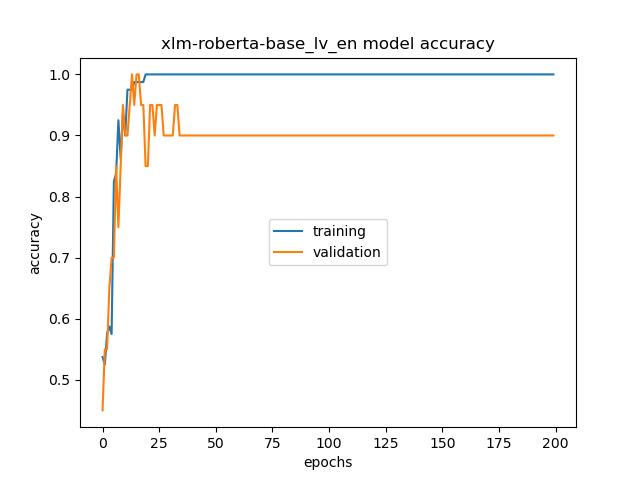 xlm-roberta-base_lv_en model accuracy
1.0
0.9
0.8
0.7
0.6
0.5
accuracy
training
validation
0 25 50 75 100 125 150 175 200
epochs